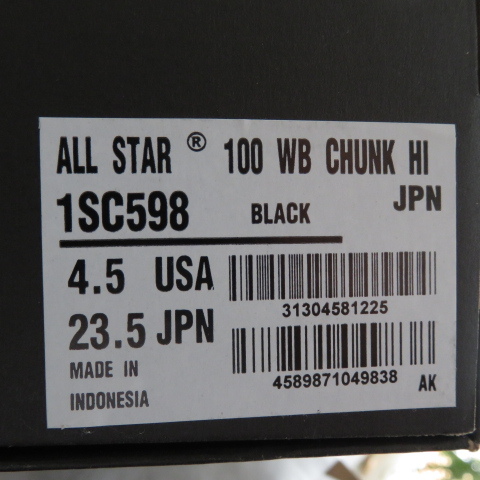 ALL STAR ® 100 WB CHUNK HI
1SC598 BLACK JPN
4.5 USA
31304581225
23.5 JPN
4589871049838 AK
MADE IN
INDONESIA